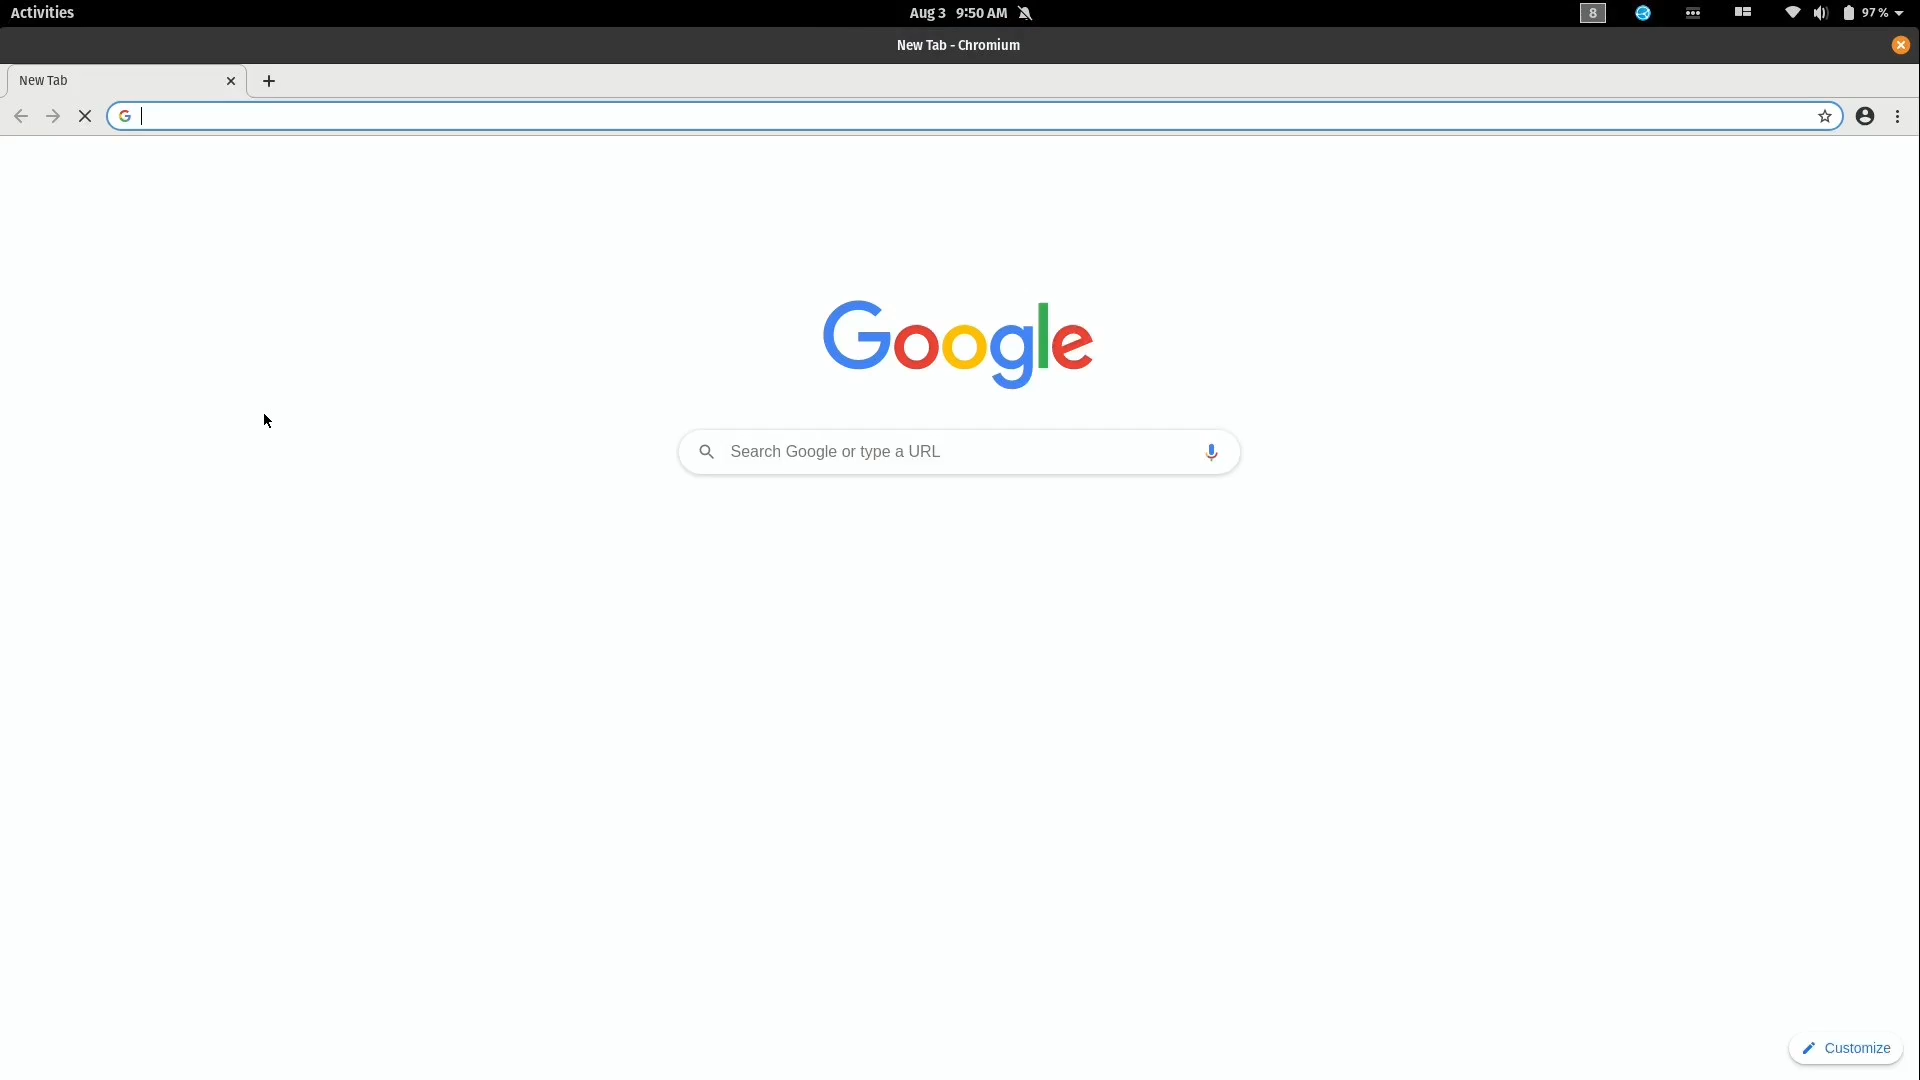 Activities
Aug 3 9:50 AM
8
97 %
New Tab - Chromium
New Tab
Google
Search Google or type a URL
Customize